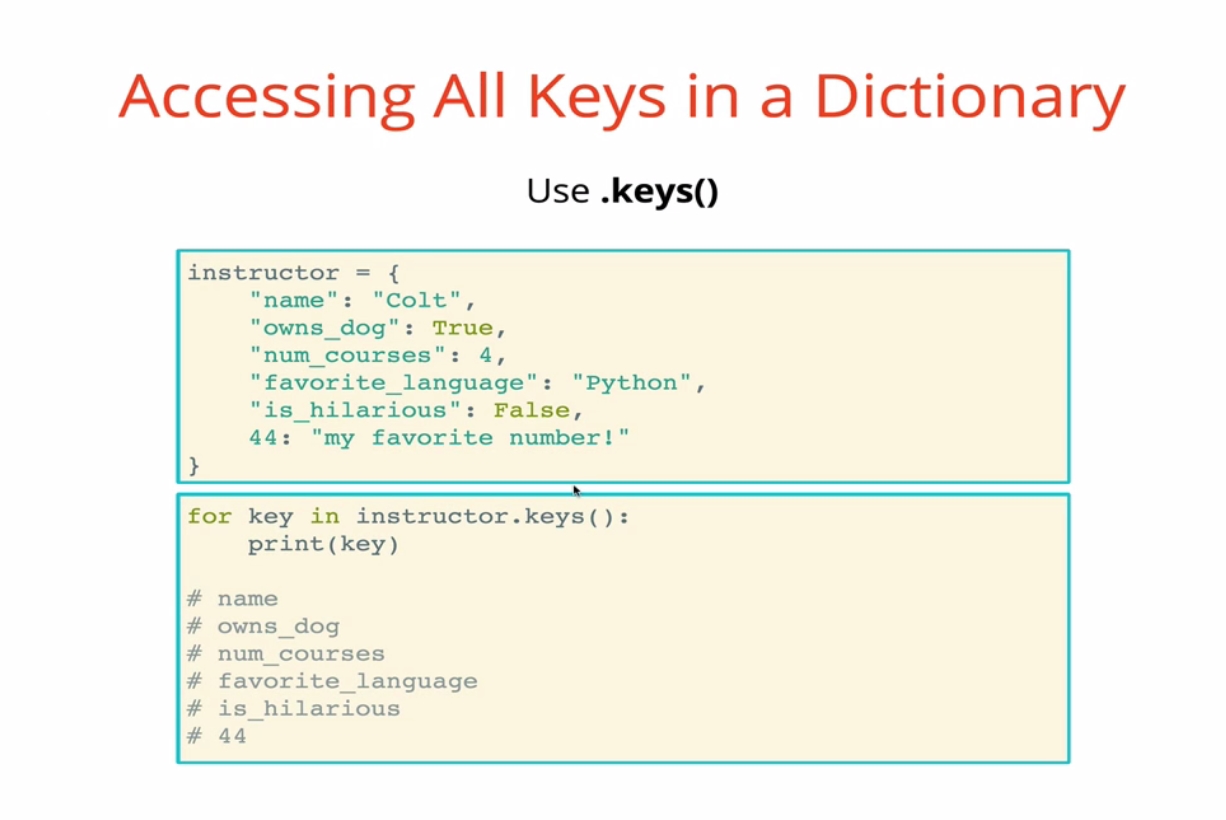 Accessing All Keys in a Dictionary
Use .keys()
instructor = {
    "name": "Colt",
    "owns_dog": True,
    "num_courses": 4,
    "favorite_language": "Python",
    "is_hilarious": False,
    44: "my favorite number!"
}
for key in instructor.keys():
    print(key)
# name
# owns_dog
# num_courses
# favorite_language
# is_hilarious
# 44